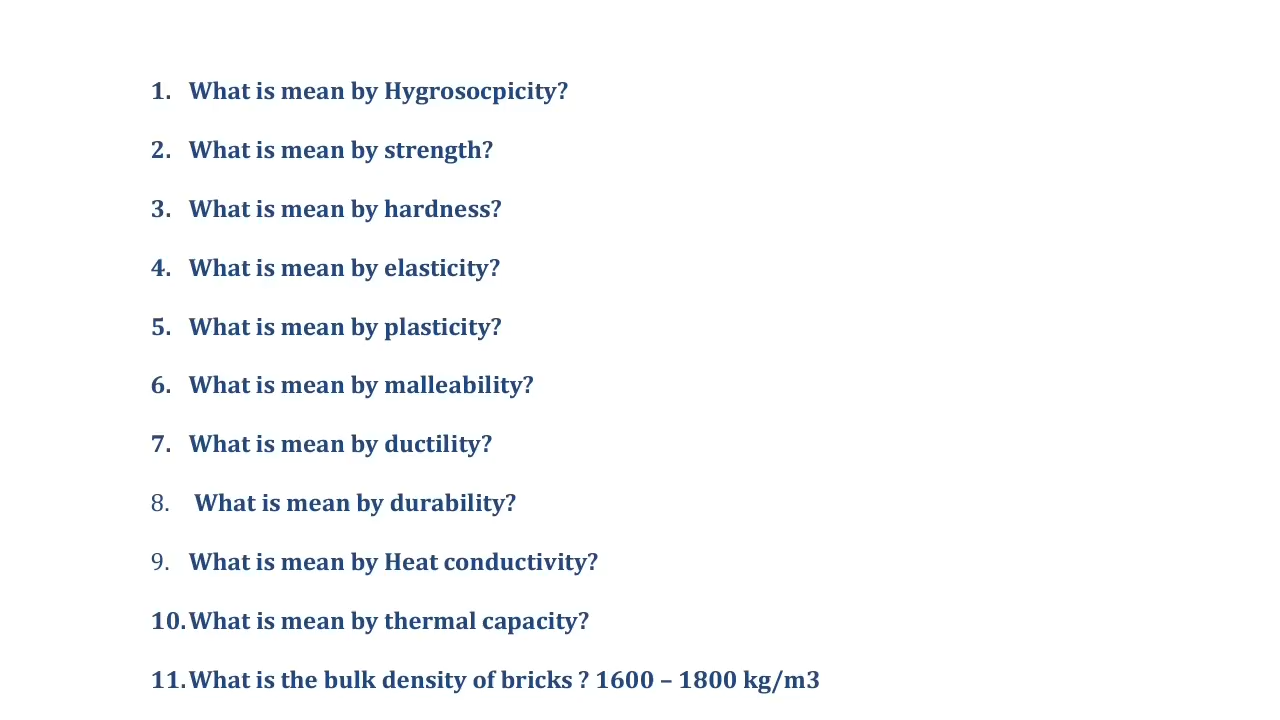 1. What is mean by Hygrosocpicity?
2. What is mean by strength?
3. What is mean by hardness?
4. What is mean by elasticity?
5. What is mean by plasticity?
6. What is mean by malleability?
7. What is mean by ductility?
8. What is mean by durability?
9. What is mean by Heat conductivity?
10. What is mean by thermal capacity?
11. What is the bulk density of bricks ? 1600 – 1800 kg/m3